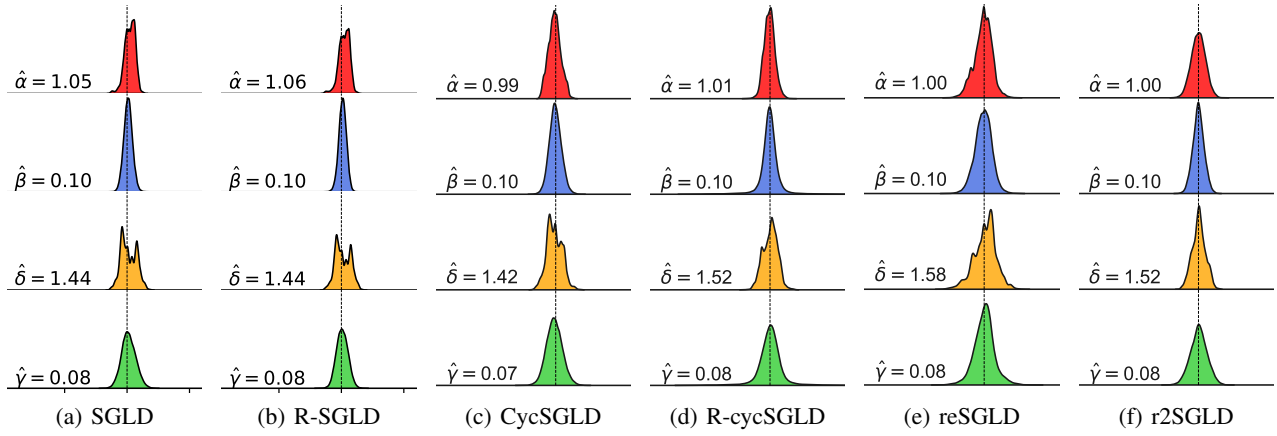 α̂ = 1.05
β̂ = 0.10
δ̂ = 1.44
γ̂ = 0.08
(a) SGLD
α̂ = 1.06
β̂ = 0.10
δ̂ = 1.44
γ̂ = 0.08
(b) R-SGLD
α̂ = 0.99
β̂ = 0.10
δ̂ = 1.42
γ̂ = 0.07
(c) CycSGLD
α̂ = 1.01
β̂ = 0.10
δ̂ = 1.52
γ̂ = 0.08
(d) R-cycSGLD
α̂ = 1.00
β̂ = 0.10
δ̂ = 1.58
γ̂ = 0.08
(e) reSGLD
α̂ = 1.00
β̂ = 0.10
δ̂ = 1.52
γ̂ = 0.08
(f) r2SGLD